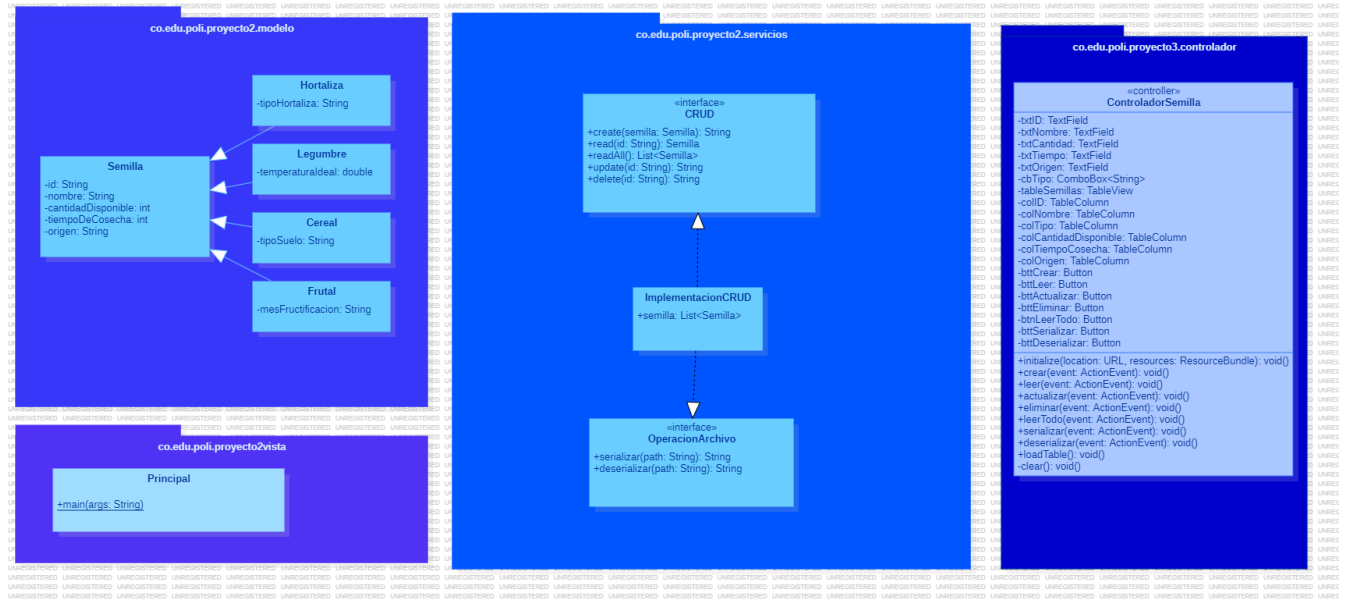 co.edu.poli.proyecto2.modelo
Hortaliza
-tipoHortaliza: String
Legumbre
-temperaturaIdeal: double
Semilla
-id: String
-nombre: String
-cantidadDisponible: int
-tiempoDeCosecha: int
-origen: String
Cereal
-tipoSuelo: String
Frutal
-mesFructificacion: String
co.edu.poli.proyecto2vista
Principal
+main(args: String)
co.edu.poli.proyecto2.servicios
«interface»
CRUD
+create(semilla: Semilla): String
+read(id: String): Semilla
+readAll(): List<Semilla>
+update(id: String): String
+delete(id: String): String
ImplementacionCRUD
+semilla: List<Semilla>
«interface»
OperacionArchivo
+serializar(path: String): String
+deserializar(path: String): String
co.edu.poli.proyecto3.controlador
«controller»
ControladorSemilla
-txtID: TextField
-txtNombre: TextField
-txtCantidad: TextField
-txtTiempo: TextField
-txtOrigen: TextField
-cbTipo: ComboBox<String>
-tableSemillas: TableView
-colID: TableColumn
-colNombre: TableColumn
-colTipo: TableColumn
-colCantidadDisponible: TableColumn
-colTiempoCosecha: TableColumn
-colOrigen: TableColumn
-bttCrear: Button
-bttLeer: Button
-bttActualizar: Button
-bttEliminar: Button
-btnLeerTodo: Button
-bttSerializar: Button
-bttDeserializar: Button
+initialize(location: URL, resources: ResourceBundle): void()
+crear(event: ActionEvent): void()
+leer(event: ActionEvent): void()
+actualizar(event: ActionEvent): void()
+eliminar(event: ActionEvent): void()
+leerTodo(event: ActionEvent): void()
+serializar(event: ActionEvent): void()
+deserializar(event: ActionEvent): void()
+loadTable(): void()
-clear(): void()
UNREGISTERED